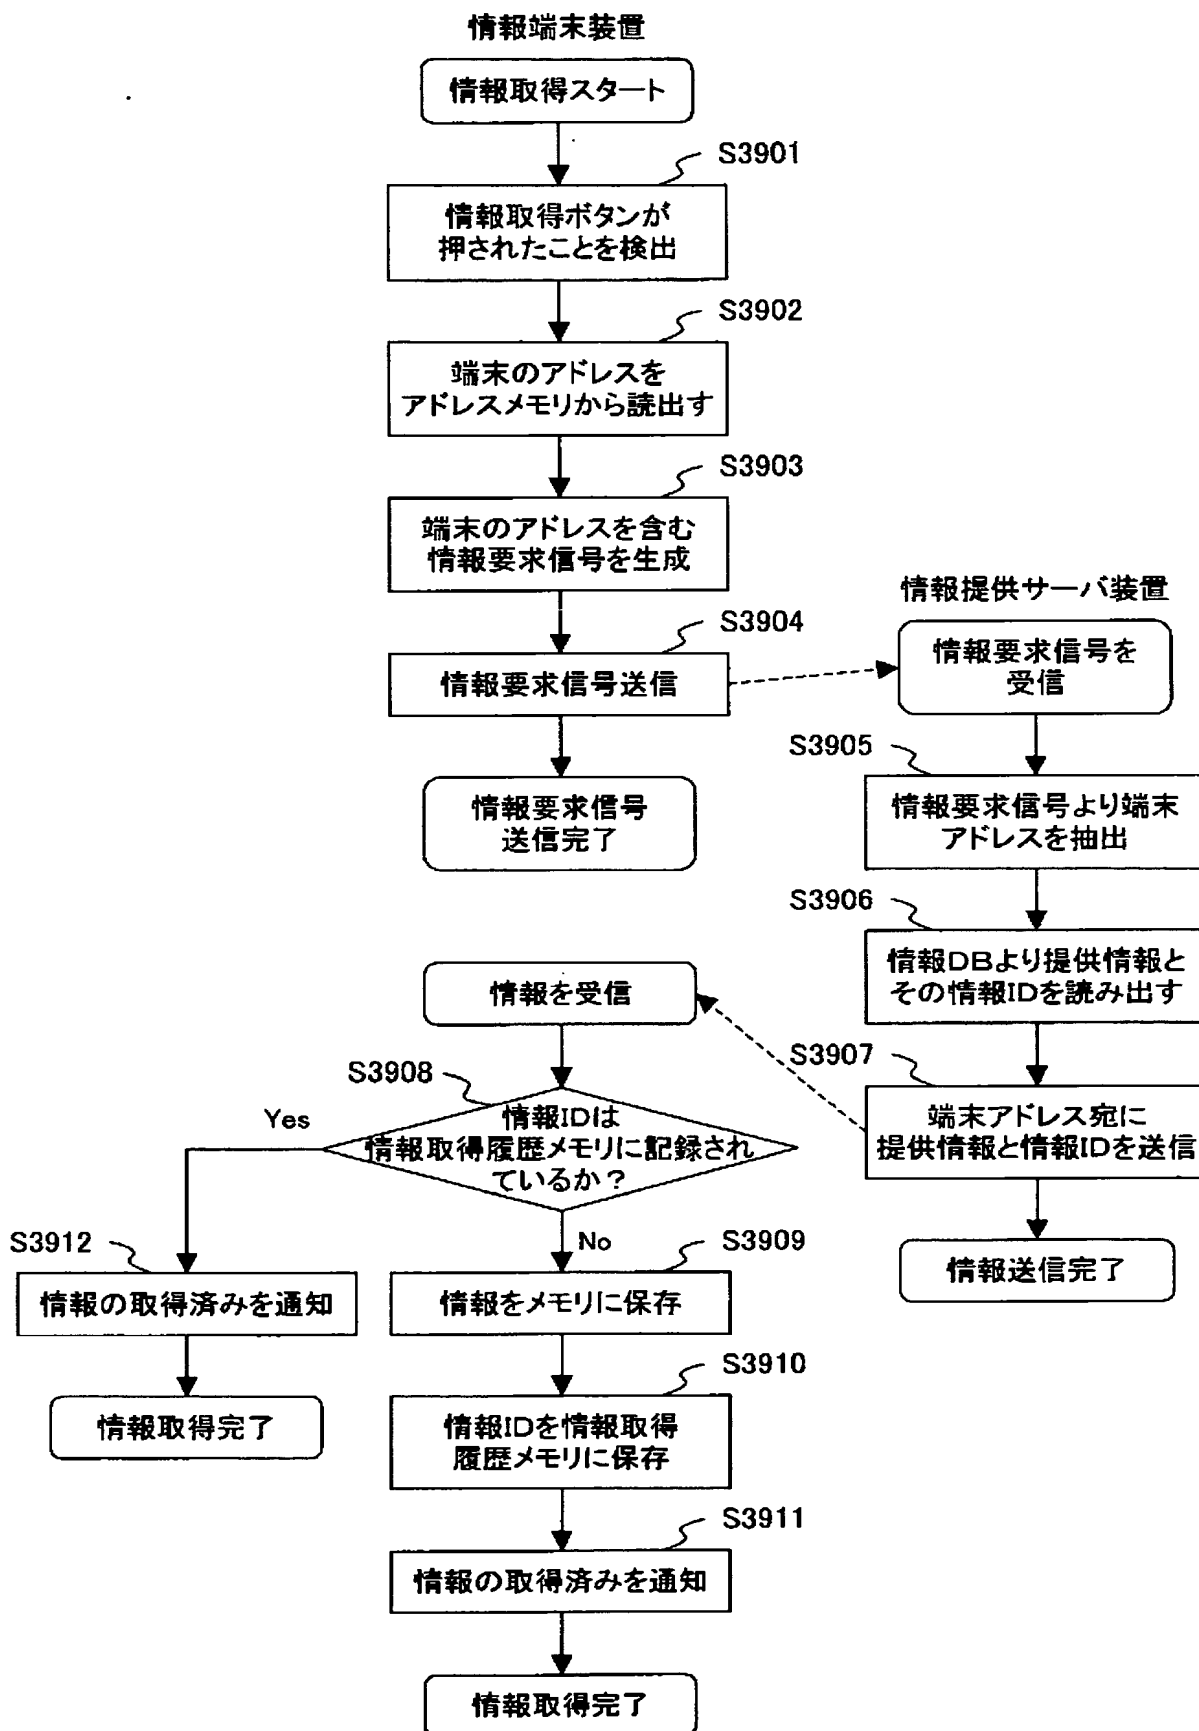 情報端末装置
情報取得スタート
S3901
情報取得ボタンが
押されたことを検出
S3902
端末のアドレスを
アドレスメモリから読出す
S3903
端末のアドレスを含む
情報要求信号を生成
S3904
情報要求信号送信
情報要求信号
送信完了
情報提供サーバ装置
情報要求信号を
受信
S3905
情報要求信号より端末
アドレスを抽出
S3906
情報DBより提供情報と
その情報IDを読み出す
S3907
端末アドレス宛に
提供情報と情報IDを送信
情報送信完了
情報を受信
S3908
情報IDは
情報取得履歴メモリに記録され
ているか？
Yes
No
S3912
情報の取得済みを通知
情報取得完了
S3909
情報をメモリに保存
S3910
情報IDを情報取得
履歴メモリに保存
S3911
情報の取得済みを通知
情報取得完了